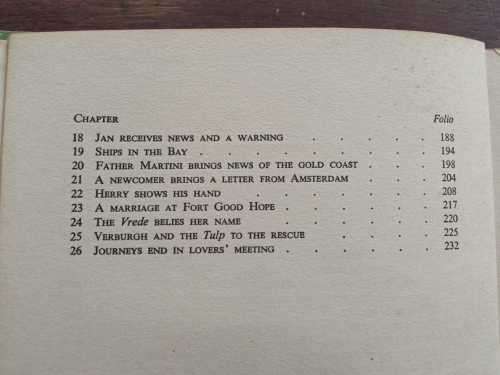 CHAPTER Folio
18 JAN RECEIVES NEWS AND A WARNING . . . . . 188
19 SHIPS IN THE BAY . . . . . . . . 194
20 FATHER MARTINI BRINGS NEWS OF THE GOLD COAST . . . 198
21 A NEWCOMER BRINGS A LETTER FROM AMSTERDAM . . . . 204
22 HERRY SHOWS HIS HAND . . . . . . . 208
23 A MARRIAGE AT FORT GOOD HOPE . . . . . 217
24 THE Vrede BELIES HER NAME . . . . . . 220
25 VERBURGH AND THE Tulp TO THE RESCUE . . . . 225
26 JOURNEYS END IN LOVERS' MEETING . . . . . 232